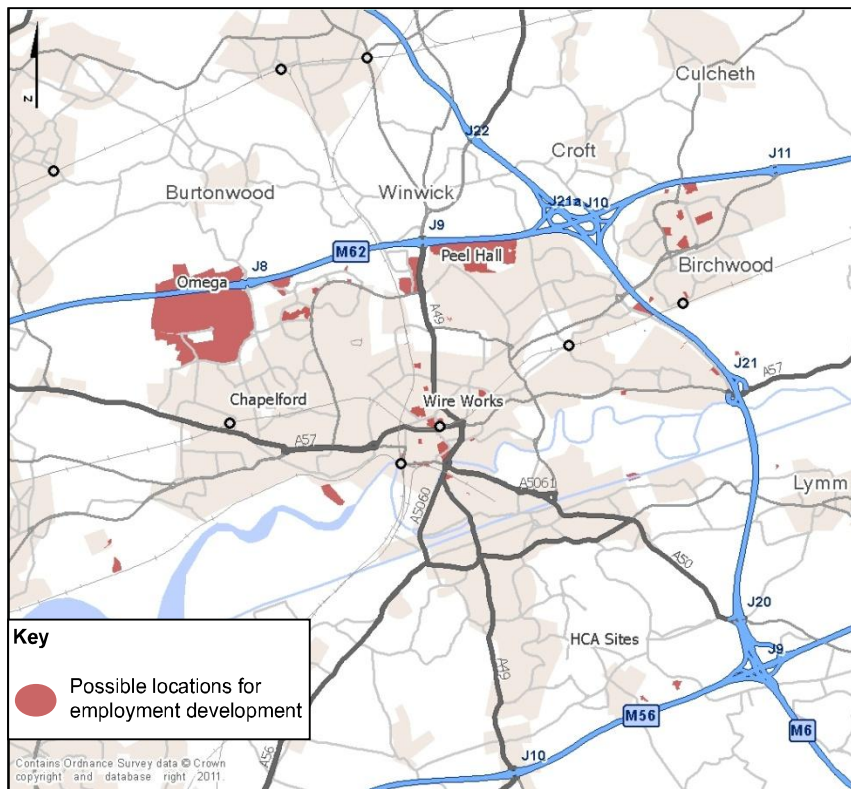 N
Culcheth
J22
Croft
J11
Burtonwood
Winwick
J21a
J10
J9
M62
Peel Hall
J8
Omega
Birchwood
A49
J21
A57
Chapelford
Wire Works
A57
A5061
A5060
Lymm
A50
J20
Key
HCA Sites
J9
Possible locations for
employment development
A49
M56
M6
A56
J10
Contains Ordnance Survey data © Crown
copyright and database right 2011